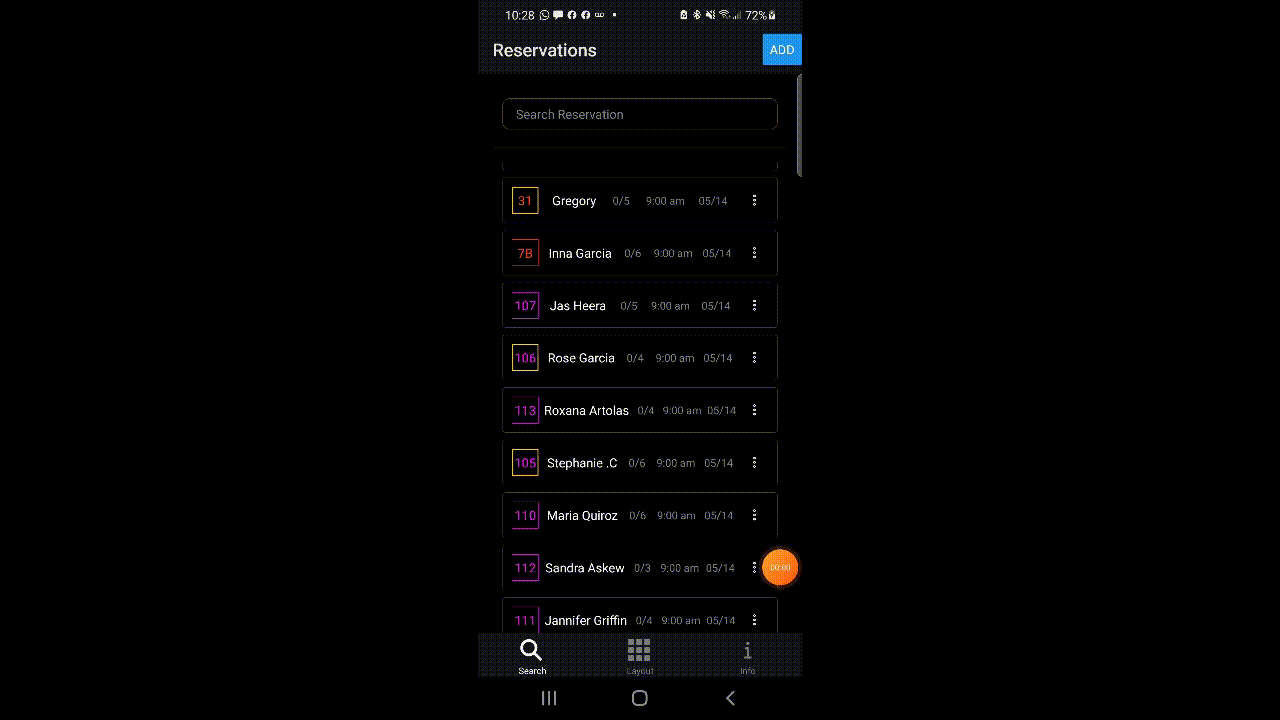 10:28 72%
Reservations ADD
Search Reservation
31 Gregory 0/5 9:00 am 05/14
7B Inna Garcia 0/6 9:00 am 05/14
107 Jas Heera 0/5 9:00 am 05/14
106 Rose Garcia 0/4 9:00 am 05/14
113 Roxana Artolas 0/4 9:00 am 05/14
105 Stephanie .C 0/6 9:00 am 05/14
110 Maria Quiroz 0/6 9:00 am 05/14
112 Sandra Askew 0/3 9:00 am 05/14
00:00
111 Jannifer Griffin 0/4 9:00 am 05/14
Search Layout Info